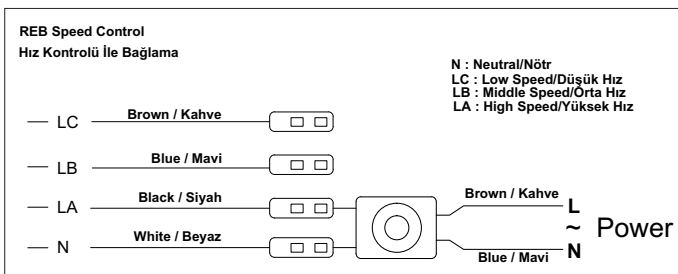 REB Speed Control
Hız Kontrolü İle Bağlama
N : Neutral/Nötr
LC : Low Speed/Düşük Hız
LB : Middle Speed/Orta Hız
LA : High Speed/Yüksek Hız
LC Brown / Kahve
LB Blue / Mavi
LA Black / Siyah
N White / Beyaz
Brown / Kahve L
~ Power
Blue / Mavi N